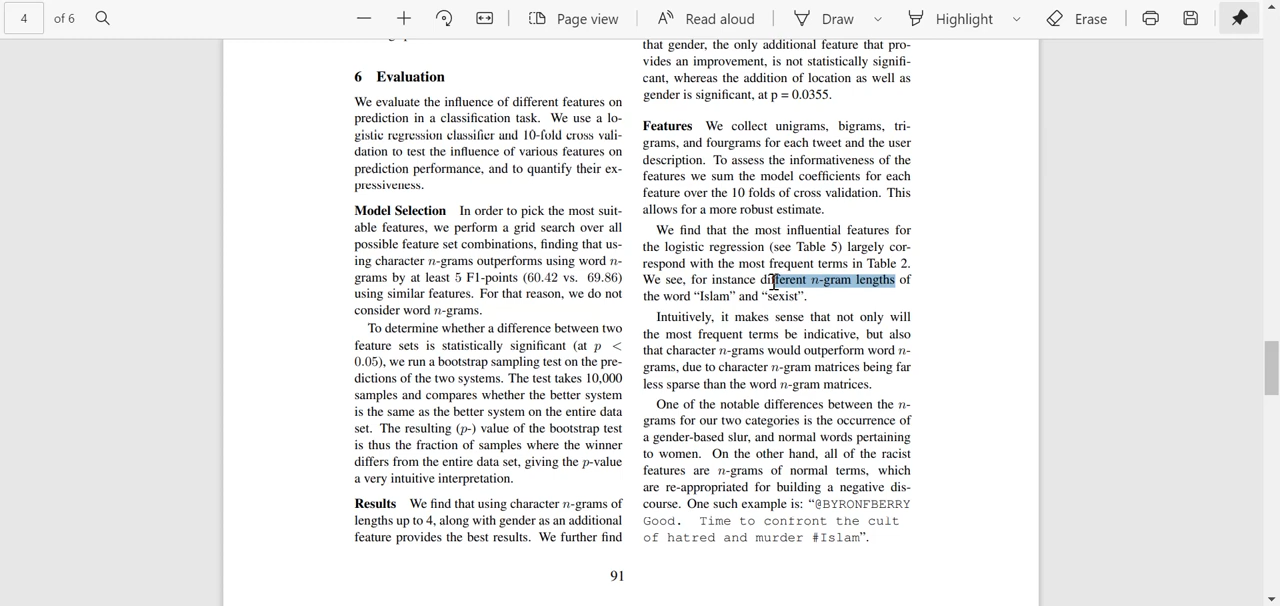 4
of 6
Page view
Read aloud
Draw
Highlight
Erase
6 Evaluation
We evaluate the influence of different features on
prediction in a classification task. We use a lo-
gistic regression classifier and 10-fold cross vali-
dation to test the influence of various features on
prediction performance, and to quantify their ex-
pressiveness.
Model Selection In order to pick the most suit-
able features, we perform a grid search over all
possible feature set combinations, finding that us-
ing character n-grams outperforms using word n-
grams by at least 5 F1-points (60.42 vs. 69.86)
using similar features. For that reason, we do not
consider word n-grams.
To determine whether a difference between two
feature sets is statistically significant (at p <
0.05), we run a bootstrap sampling test on the pre-
dictions of the two systems. The test takes 10,000
samples and compares whether the better system
is the same as the better system on the entire data
set. The resulting (p-) value of the bootstrap test
is thus the fraction of samples where the winner
differs from the entire data set, giving the p-value
a very intuitive interpretation.
Results We find that using character n-grams of
lengths up to 4, along with gender as an additional
feature provides the best results. We further find
that gender, the only additional feature that pro-
vides an improvement, is not statistically signifi-
cant, whereas the addition of location as well as
gender is significant, at p = 0.0355.
Features We collect unigrams, bigrams, tri-
grams, and fourgrams for each tweet and the user
description. To assess the informativeness of the
features we sum the model coefficients for each
feature over the 10 folds of cross validation. This
allows for a more robust estimate.
We find that the most influential features for
the logistic regression (see Table 5) largely cor-
respond with the most frequent terms in Table 2.
We see, for instance different n-gram lengths of
the word “Islam” and “sexist”.
Intuitively, it makes sense that not only will
the most frequent terms be indicative, but also
that character n-grams would outperform word n-
grams, due to character n-gram matrices being far
less sparse than the word n-gram matrices.
One of the notable differences between the n-
grams for our two categories is the occurrence of
a gender-based slur, and normal words pertaining
to women. On the other hand, all of the racist
features are n-grams of normal terms, which
are re-appropriated for building a negative dis-
course. One such example is: “@BYRONFBERRY
Good. Time to confront the cult
of hatred and murder #Islam”.
91